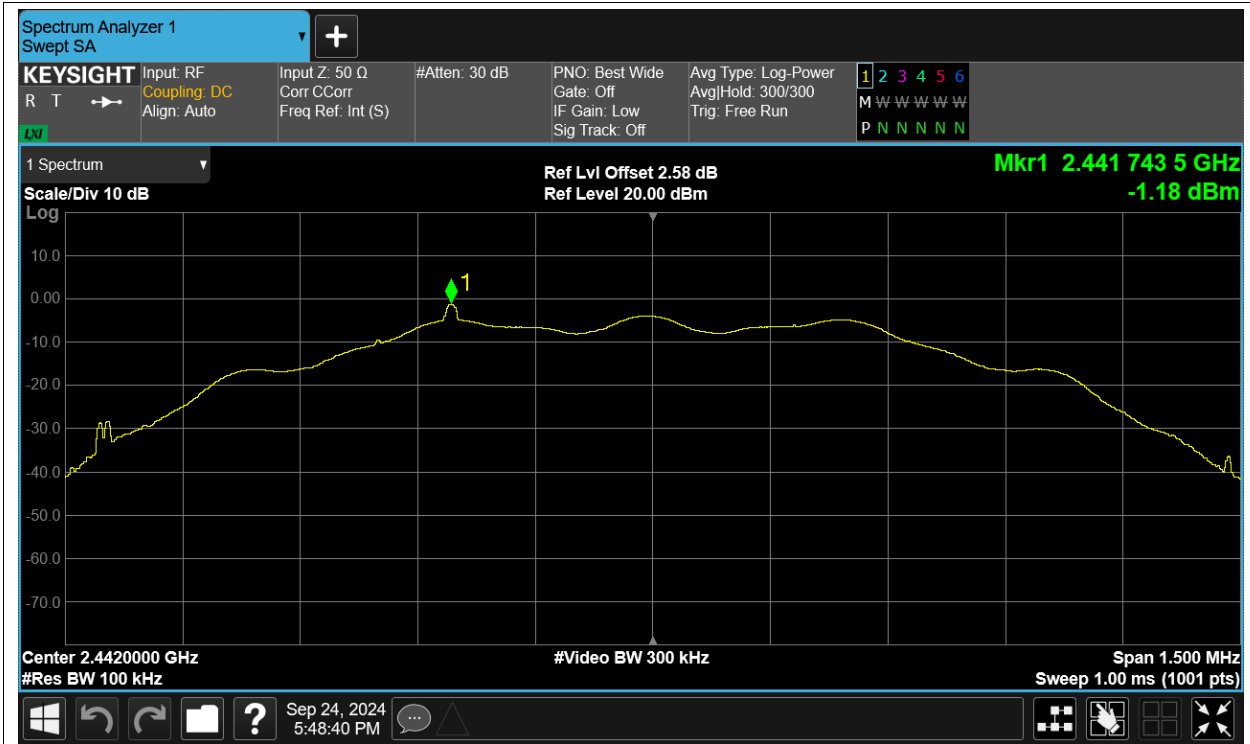 Spectrum Analyzer 1
Swept SA
KEYSIGHT
R T
LXI
Input: RF
Coupling: DC
Align: Auto
Input Z: 50 Ω
Corr CCorr
Freq Ref: Int (S)
#Atten: 30 dB
PNO: Best Wide
Gate: Off
IF Gain: Low
Sig Track: Off
Avg Type: Log-Power
Avg|Hold: 300/300
Trig: Free Run
1 2 3 4 5 6
M W W W W W
P N N N N N
1 Spectrum
Scale/Div 10 dB
Log
Ref Lvl Offset 2.58 dB
Ref Level 20.00 dBm
Mkr1 2.441 743 5 GHz
-1.18 dBm
1
10.0
0.00
-10.0
-20.0
-30.0
-40.0
-50.0
-60.0
-70.0
Center 2.4420000 GHz
#Video BW 300 kHz
Span 1.500 MHz
#Res BW 100 kHz
Sweep 1.00 ms (1001 pts)
?
Sep 24, 2024
5:48:40 PM